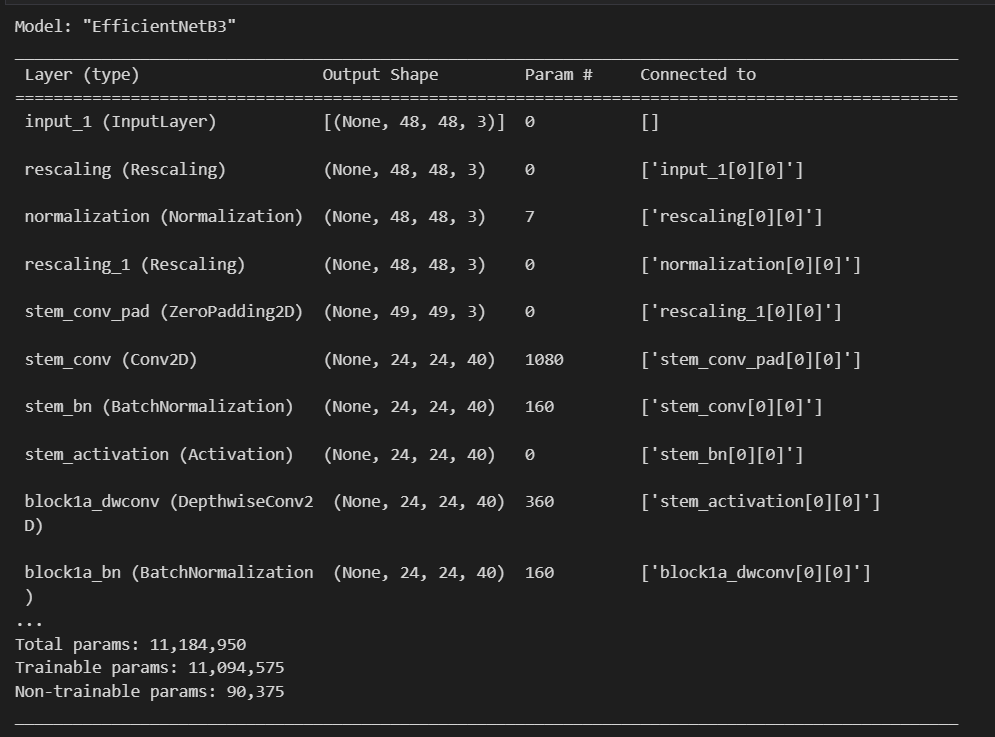 Model: "EfficientNetB3"
Layer (type) Output Shape Param # Connected to
==================================================================================================
input_1 (InputLayer) [(None, 48, 48, 3)] 0 []
rescaling (Rescaling) (None, 48, 48, 3) 0 ['input_1[0][0]']
normalization (Normalization) (None, 48, 48, 3) 7 ['rescaling[0][0]']
rescaling_1 (Rescaling) (None, 48, 48, 3) 0 ['normalization[0][0]']
stem_conv_pad (ZeroPadding2D) (None, 49, 49, 3) 0 ['rescaling_1[0][0]']
stem_conv (Conv2D) (None, 24, 24, 40) 1080 ['stem_conv_pad[0][0]']
stem_bn (BatchNormalization) (None, 24, 24, 40) 160 ['stem_conv[0][0]']
stem_activation (Activation) (None, 24, 24, 40) 0 ['stem_bn[0][0]']
block1a_dwconv (DepthwiseConv2 (None, 24, 24, 40) 360 ['stem_activation[0][0]']
D)
block1a_bn (BatchNormalization (None, 24, 24, 40) 160 ['block1a_dwconv[0][0]']
)
...
Total params: 11,184,950
Trainable params: 11,094,575
Non-trainable params: 90,375